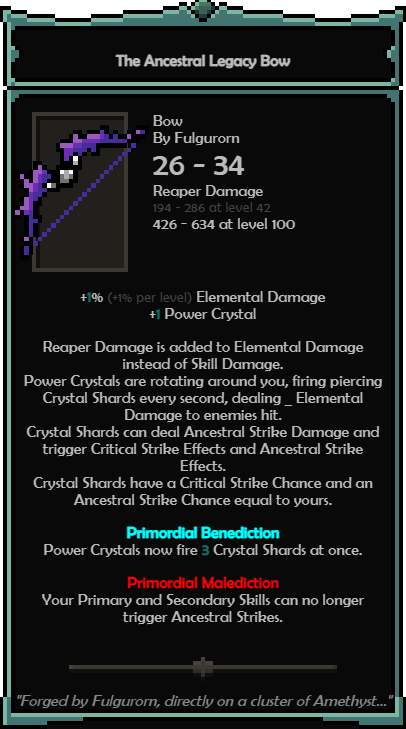 The Ancestral Legacy Bow
Bow
By Fulgurorn
26 - 34
Reaper Damage
194 - 286 at level 42
426 - 634 at level 100
+1% (+1% per level) Elemental Damage
+1 Power Crystal
Reaper Damage is added to Elemental Damage
instead of Skill Damage.
Power Crystals are rotating around you, firing piercing
Crystal Shards every second, dealing _ Elemental
Damage to enemies hit.
Crystal Shards can deal Ancestral Strike Damage and
trigger Critical Strike Effects and Ancestral Strike
Effects.
Crystal Shards have a Critical Strike Chance and an
Ancestral Strike Chance equal to yours.
Primordial Benediction
Power Crystals now fire 3 Crystal Shards at once.
Primordial Malediction
Your Primary and Secondary Skills can no longer
trigger Ancestral Strikes.
"Forged by Fulgurorn, directly on a cluster of Amethyst..."